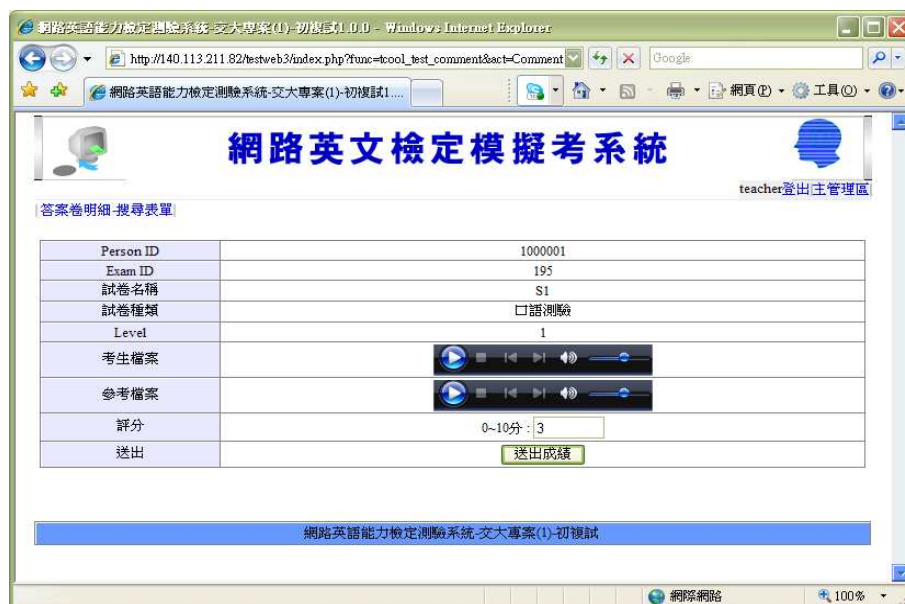 網路英語能力檢定測驗系統-交大專案(1)-初複試1.0.0 - Windows Internet Explorer
http://140.113.211.82/testweb3/index.php?func=tcool_test_comment&act=Comment
Google
網路英語能力檢定測驗系統-交大專案(1)-初複試1....
網頁(P)
工具(O)
網路英文檢定模擬考系統
teacher登出|主管理區|
|答案卷明細-搜尋表單|
Person ID 1000001
Exam ID 195
試卷名稱 S1
試卷種類 口語測驗
Level 1
考生檔案
參考檔案
評分 0~10分 : 3
送出 送出成績
網路英語能力檢定測驗系統-交大專案(1)-初複試
網際網路 100%